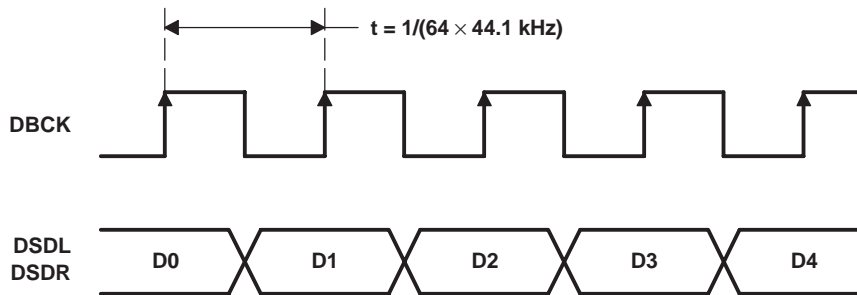 t = 1/(64 × 44.1 kHz)
DBCK
DSDL
DSDR
D0 D1 D2 D3 D4